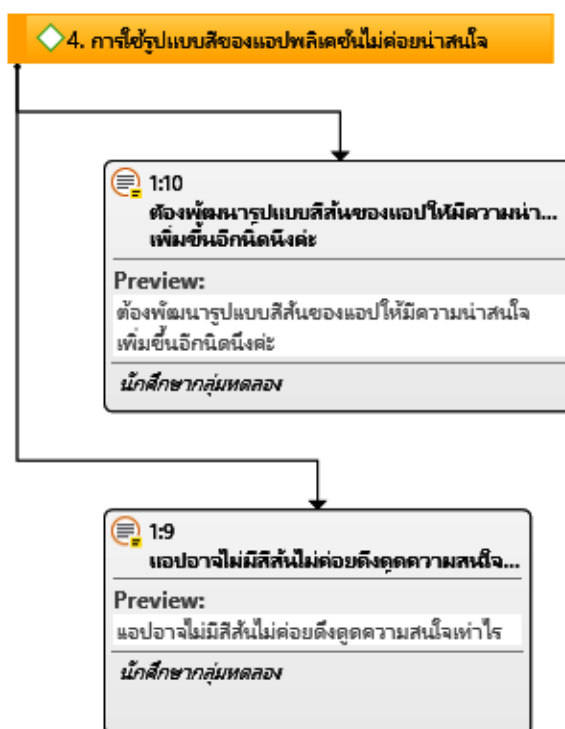 4. การใช้รูปแบบสีของแอปพลิเคชันไม่ค่อยน่าสนใจ
1:10
ต้องพัฒนารูปแบบสีสันของแอปให้มีความน่า...
เพิ่มขึ้นอีกนิดนึงค่ะ
Preview:
ต้องพัฒนารูปแบบสีสันของแอปให้มีความน่าสนใจ
เพิ่มขึ้นอีกนิดนึงค่ะ
นักศึกษากลุ่มทดลอง
1:9
แอปอาจไม่มีสีสันไม่ค่อยดึงดูดความสนใจ...
Preview:
แอปอาจไม่มีสีสันไม่ค่อยดึงดูดความสนใจเท่าไร
นักศึกษากลุ่มทดลอง